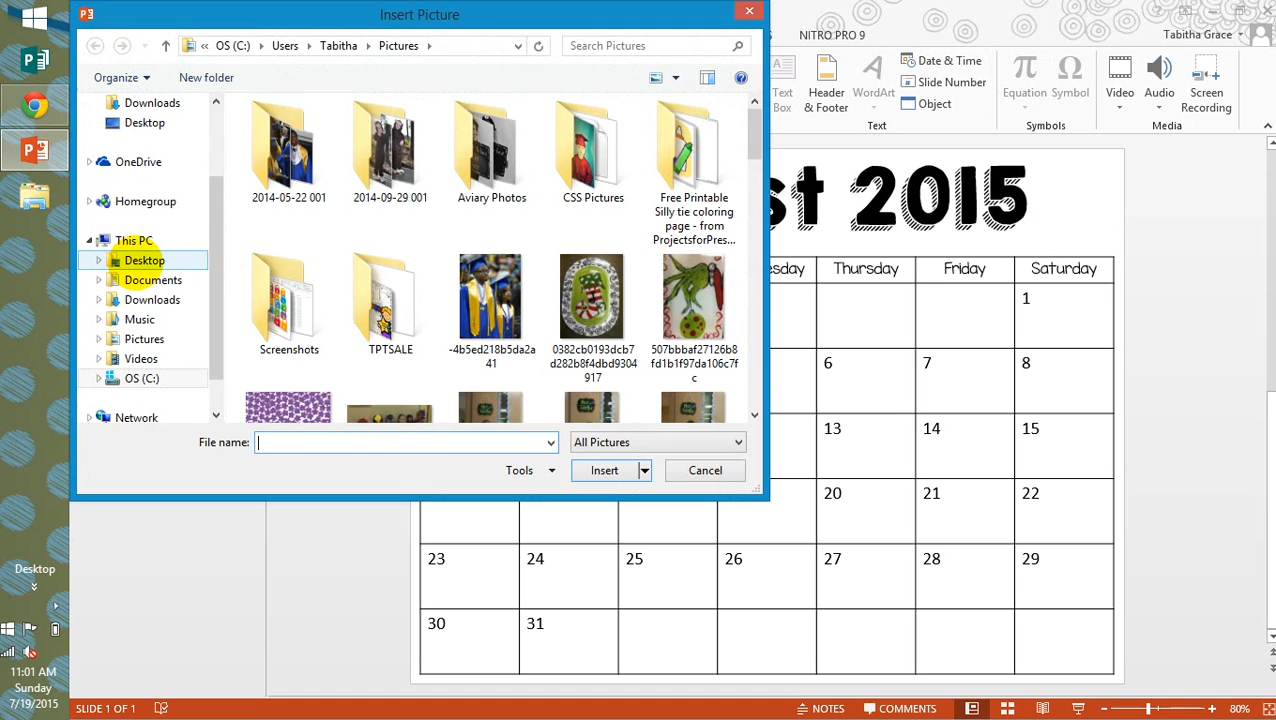 Insert Picture
« OS (C:) Users Tabitha Pictures
Search Pictures
Organize
New folder
Downloads
Desktop
OneDrive
Homegroup
This PC
Desktop
Documents
Downloads
Music
Pictures
Videos
OS (C:)
Network
2014-05-22 001
2014-09-29 001
Aviary Photos
CSS Pictures
Free Printable
Silly tie coloring
page - from
ProjectsforPres...
Screenshots
TPTSALE
-4b5ed218b5da2a
41
0382cb0193dcb7
d282b8f4dbd9304
917
507bbbaf27126b8
fd1b1f97da106c7f
c
File name:
All Pictures
Tools
Insert
Cancel
NITRO PRO 9
Tabitha Grace
Text
Box
Header
& Footer
WordArt
Date & Time
Slide Number
Object
Text
Equation
Symbol
Symbols
Video
Audio
Screen
Recording
Media
st 2015
Thursday
Friday
Saturday
1
6 7 8
13 14 15
20 21 22
23 24 25 26 27 28 29
30 31
Desktop
11:01 AM
Sunday
7/19/2015
SLIDE 1 OF 1
NOTES
COMMENTS
80%